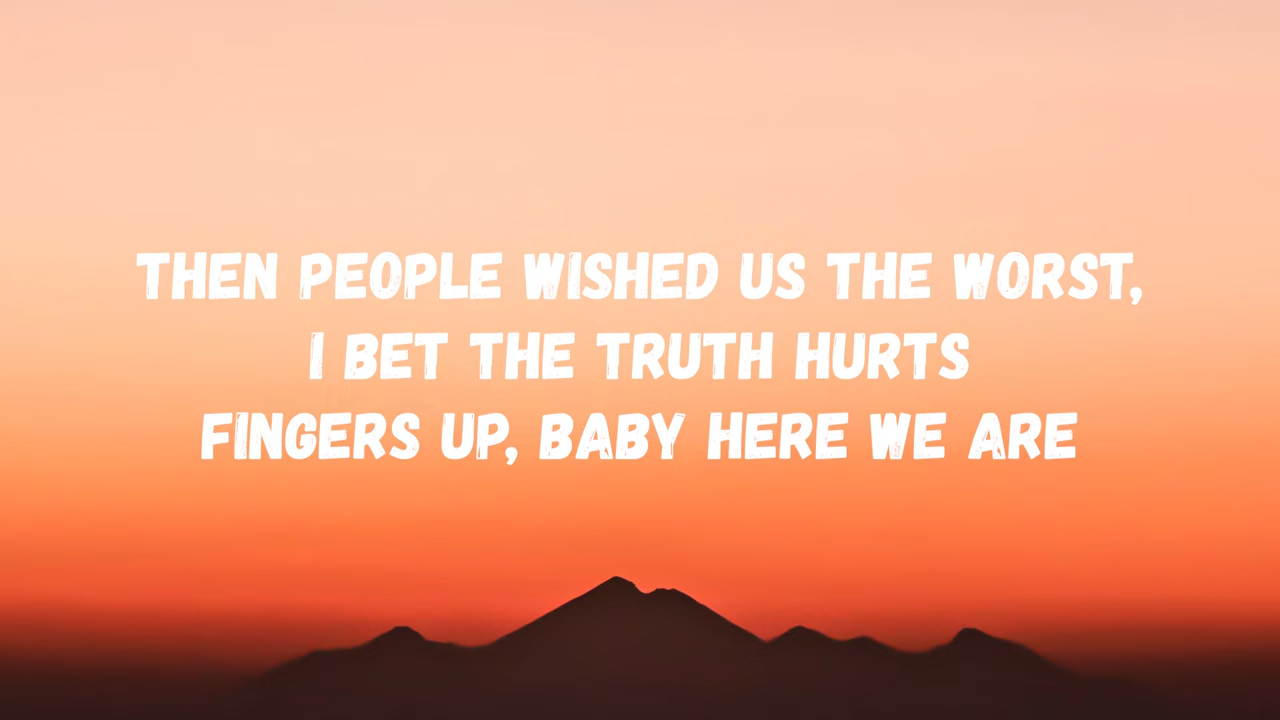 THEN PEOPLE WISHED US THE WORST,
I BET THE TRUTH HURTS
FINGERS UP, BABY HERE WE ARE